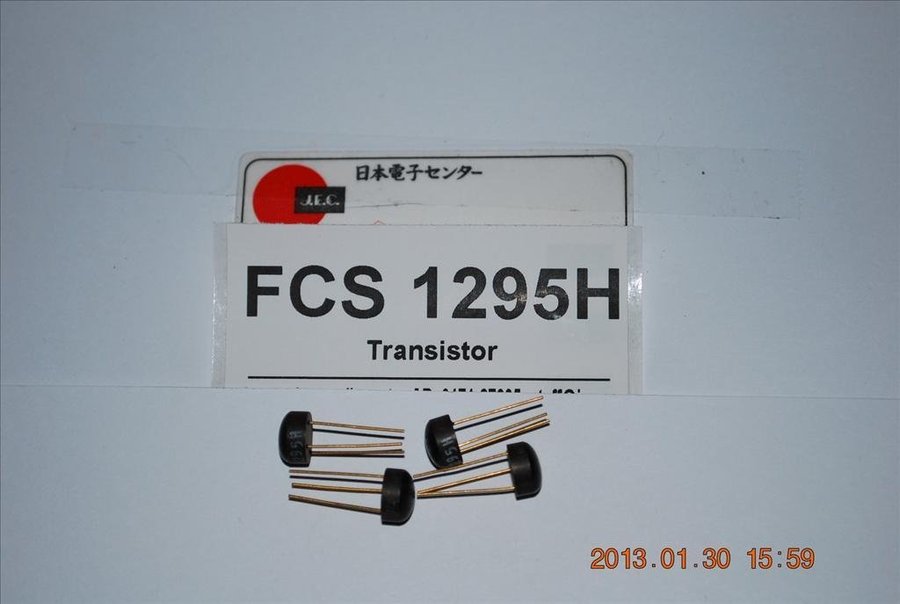 日本電子センター
J.E.C.
FCS 1295H
Transistor
2013.01.30 15:59